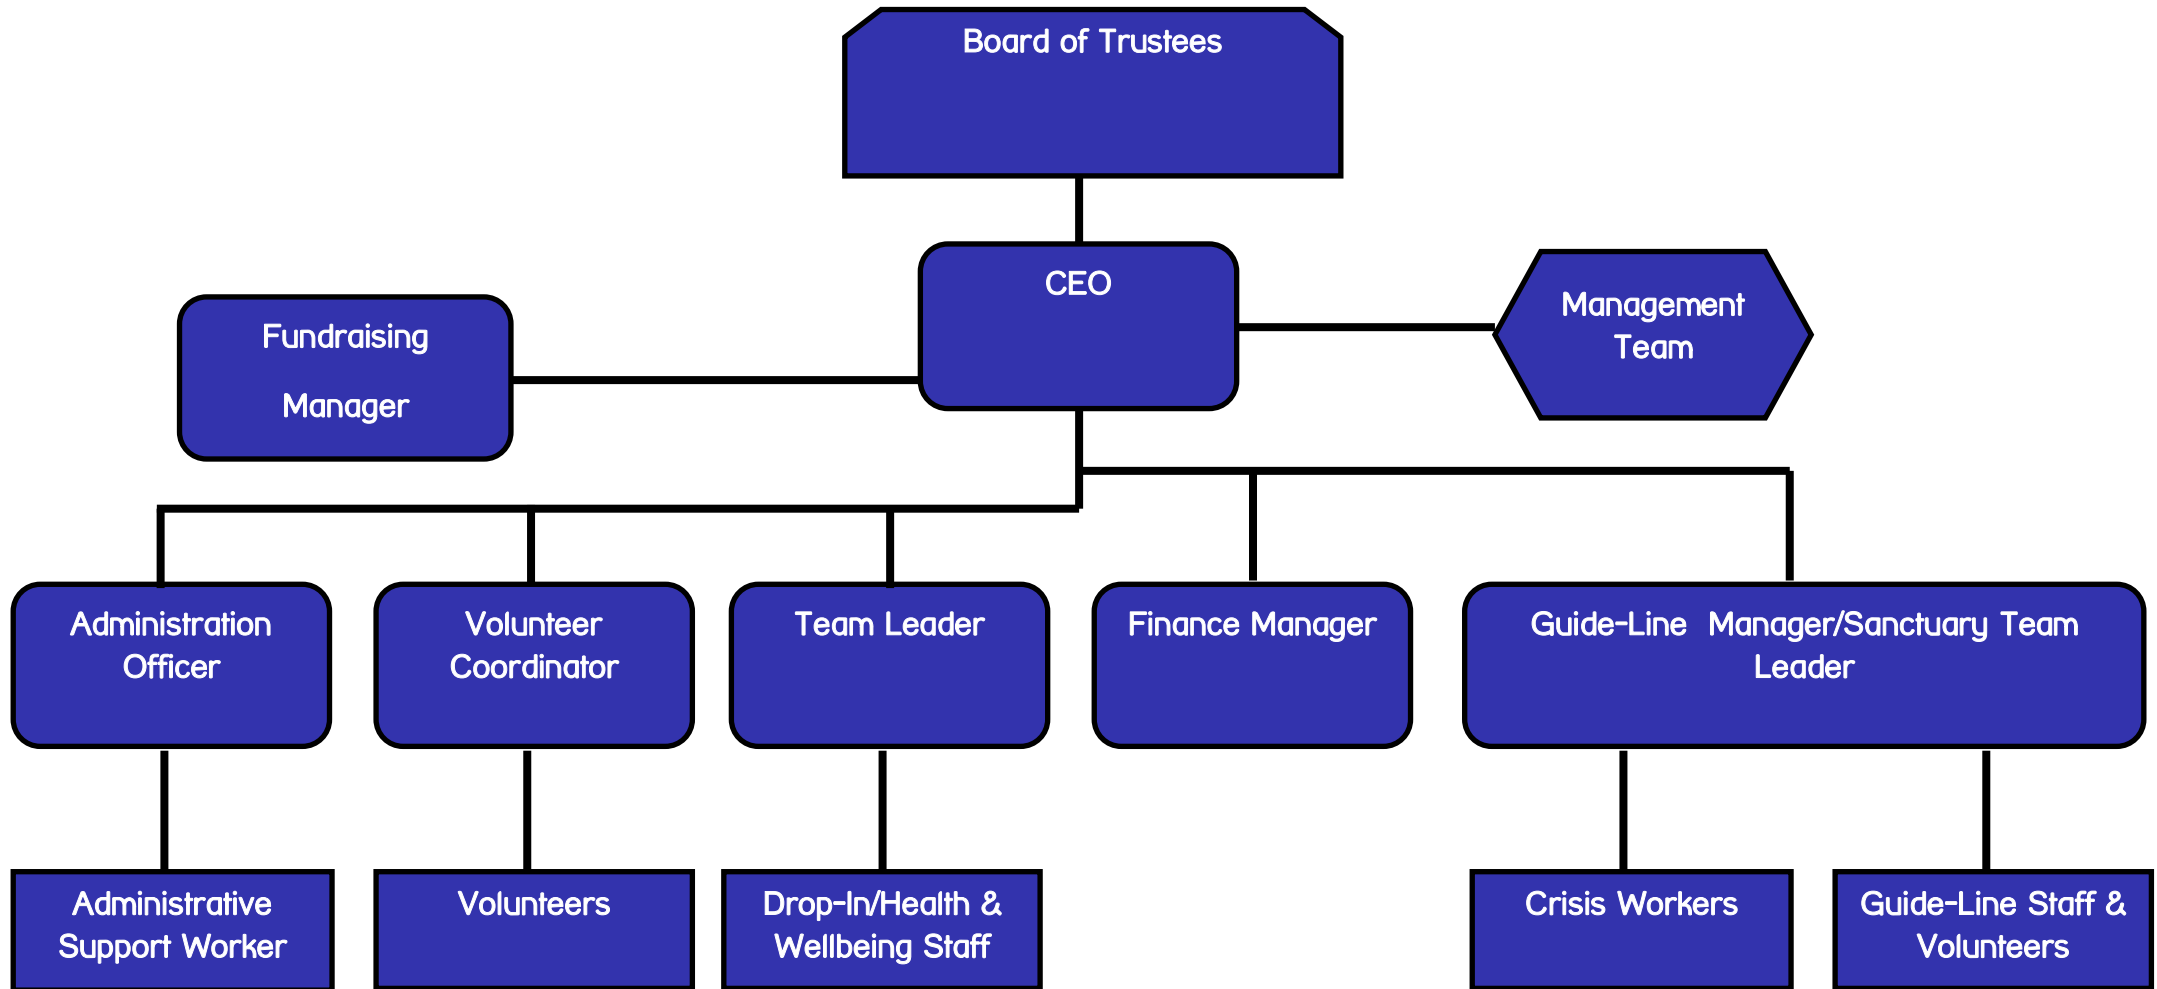 Board of Trustees
CEO
Management
Team
Fundraising
Manager
Administration
Officer
Volunteer
Coordinator
Team Leader
Finance Manager
Guide-Line  Manager/Sanctuary Team
Leader
Administrative
Support Worker
Volunteers
Drop-In/Health &
Wellbeing Staff
Crisis Workers
Guide-Line Staff &
Volunteers